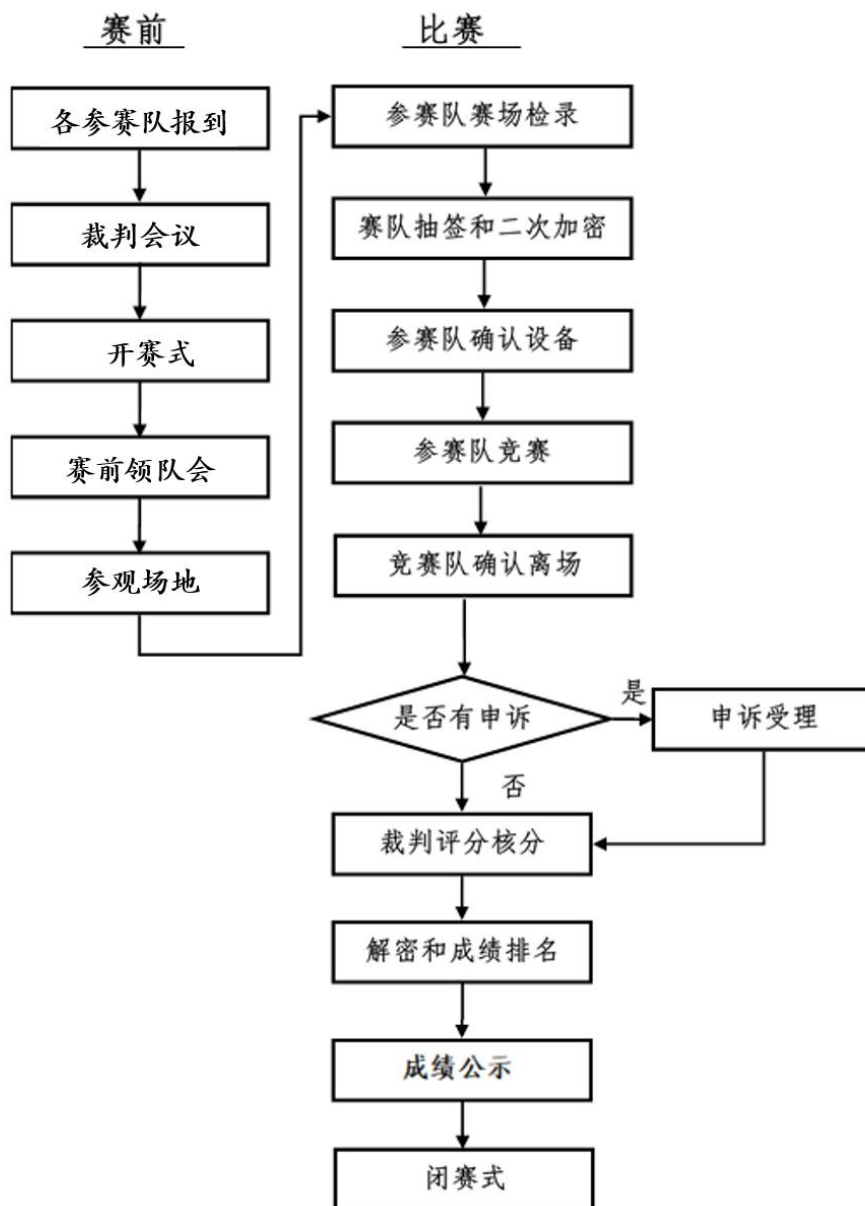 赛前
各参赛队报到
裁判会议
开赛式
赛前领队会
参观场地
比赛
参赛队赛场检录
赛队抽签和二次加密
参赛队确认设备
参赛队竞赛
竞赛队确认离场
是否有申诉
是
申诉受理
否
裁判评分核分
解密和成绩排名
成绩公示
闭赛式